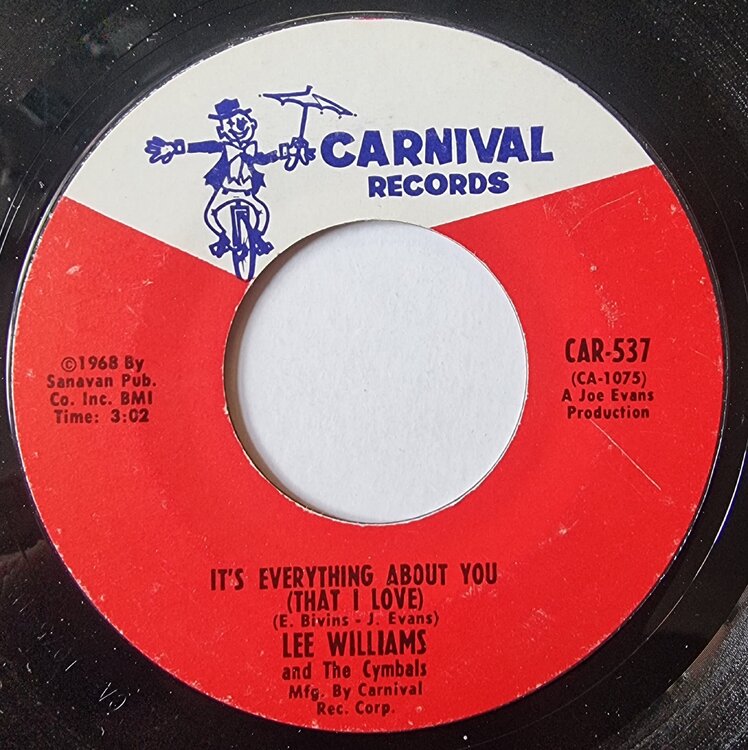 CARNIVAL
RECORDS
©1968 By
Sanavan Pub.
Co. Inc. BMI
Time: 3:02
CAR-537
(CA-1075)
A Joe Evans
Production
IT'S EVERYTHING ABOUT YOU
(THAT I LOVE)
(E. Bivins - J. Evans)
LEE WILLIAMS
and The Cymbals
Mfg. By Carnival
Rec. Corp.